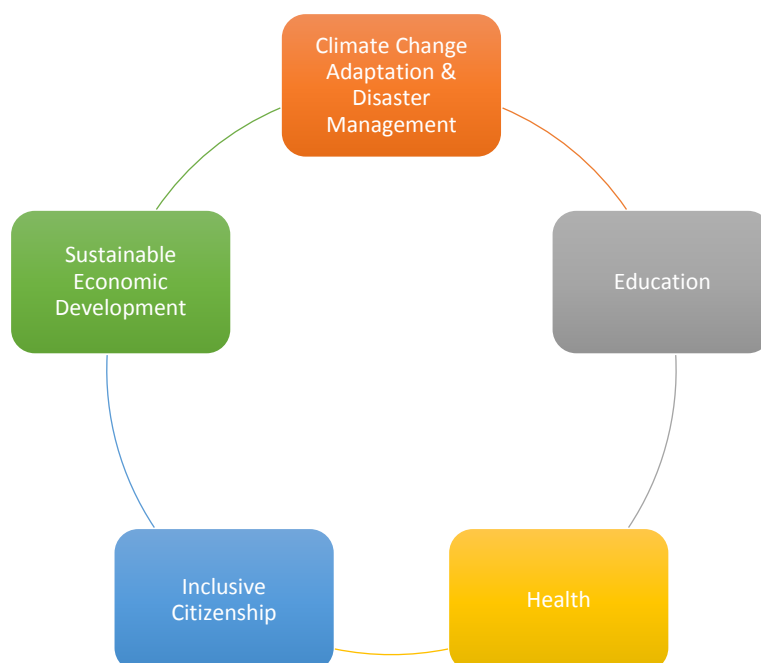 Climate Change
Adaptation &
Disaster
Management
Education
Health
Inclusive
Citizenship
Sustainable
Economic
Development